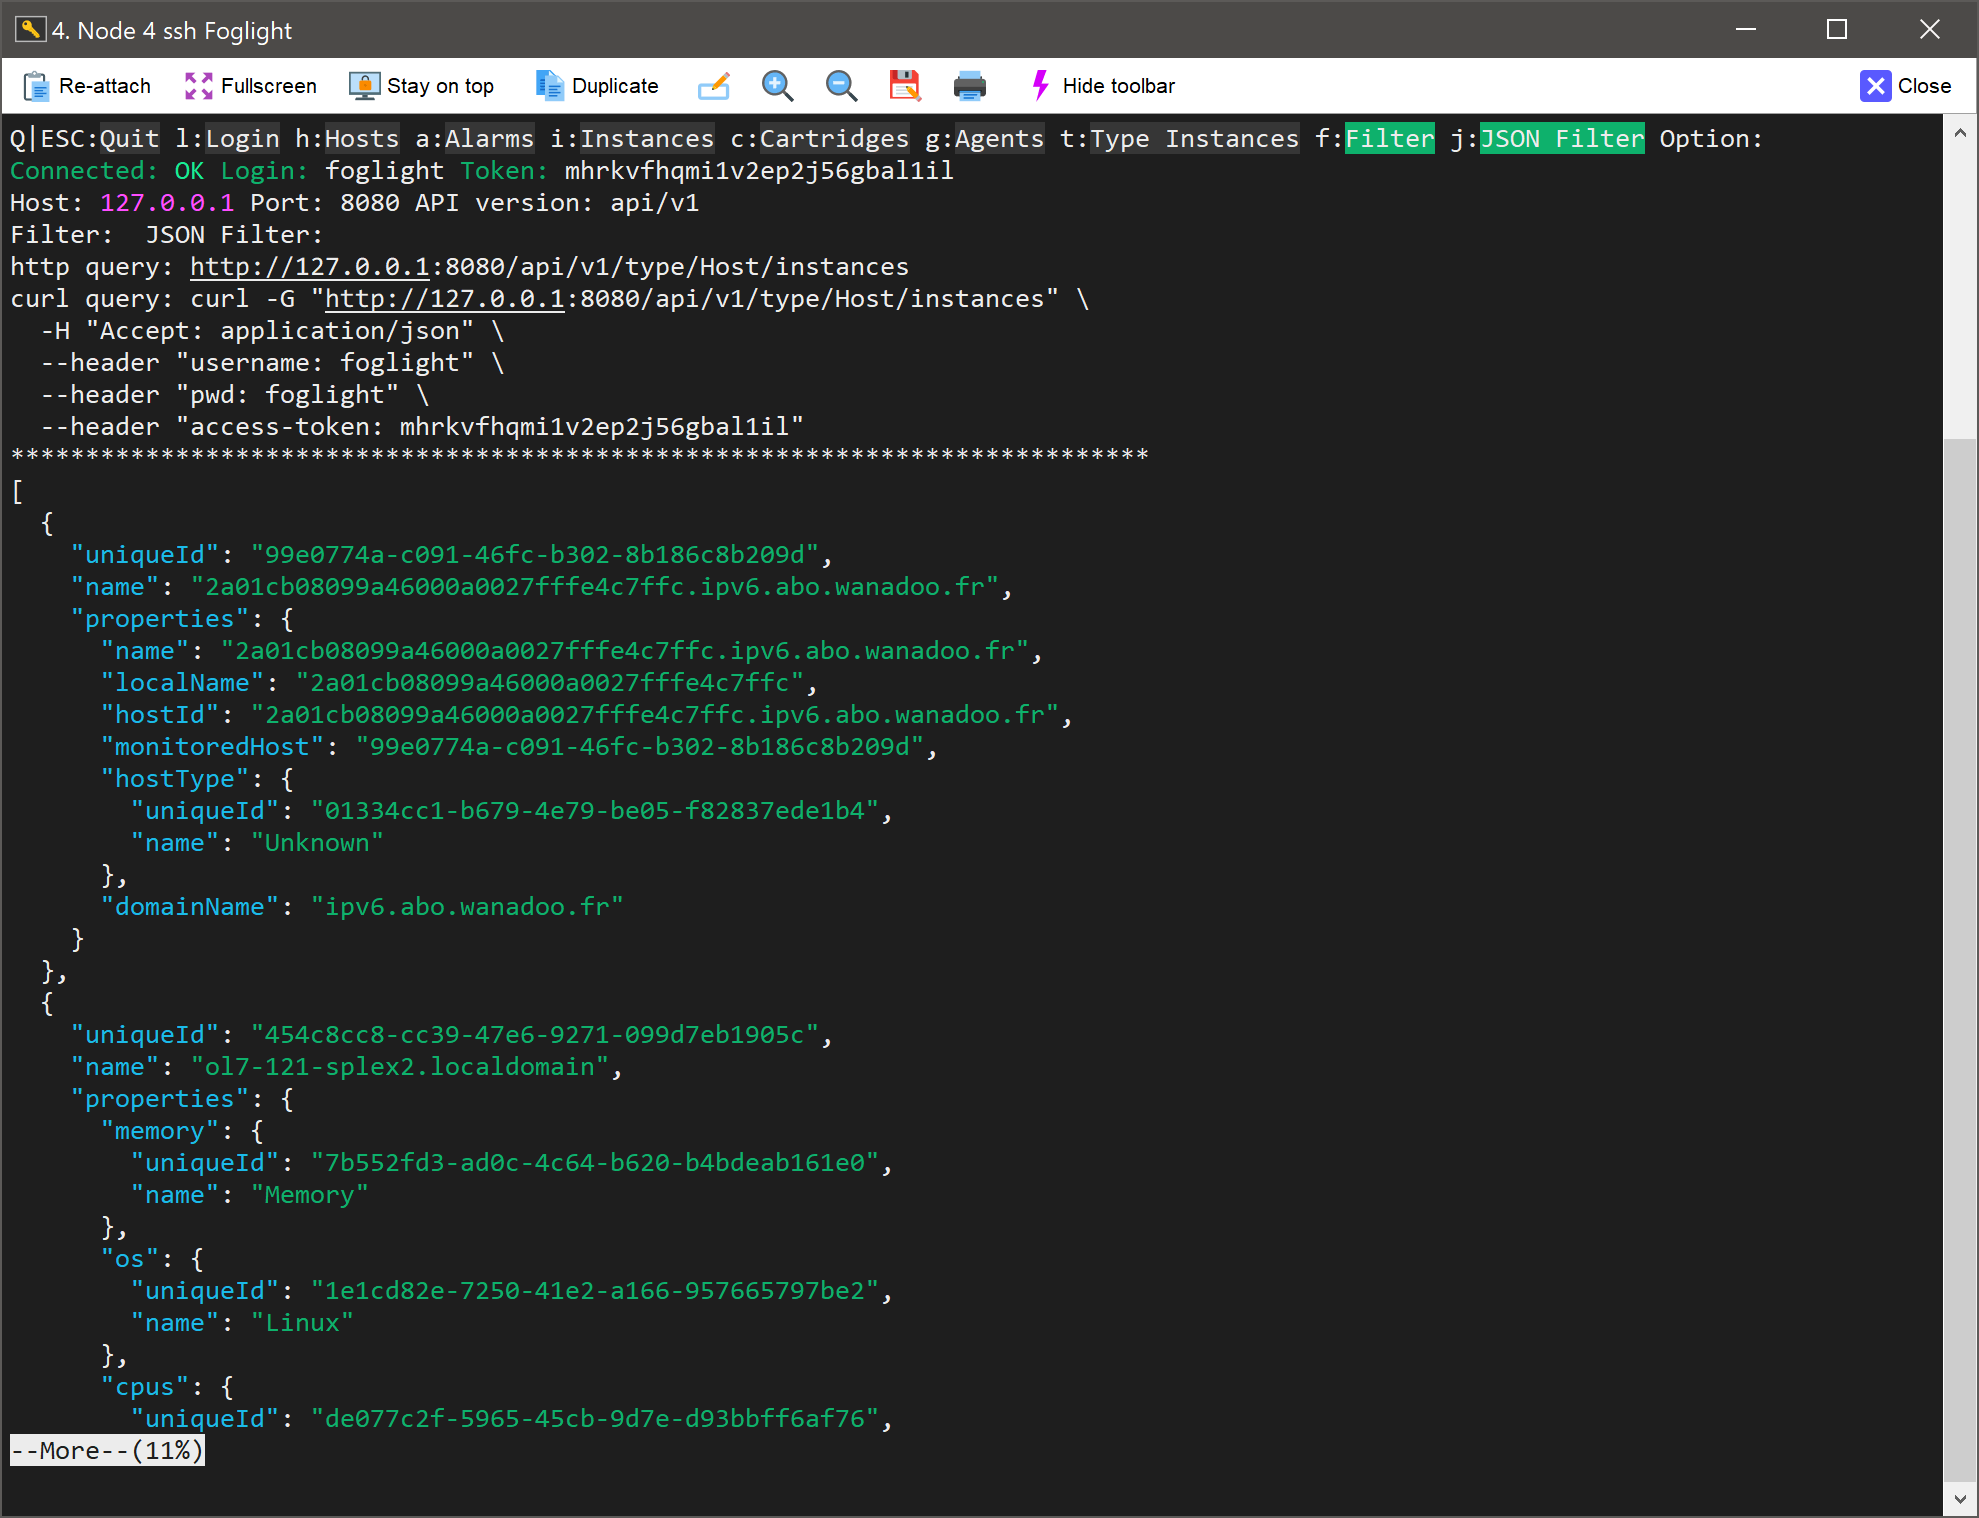 4. Node 4 ssh Foglight
Re-attach Fullscreen Stay on top Duplicate Hide toolbar Close
Q|ESC:Quit l:Login h:Hosts a:Alarms i:Instances c:Cartridges g:Agents t:Type Instances f:Filter j:JSON Filter Option:
Connected: OK Login: foglight Token: mhrkvfhqmi1v2ep2j56gbal1il
Host: 127.0.0.1 Port: 8080 API version: api/v1
Filter:  JSON Filter:
http query: http://127.0.0.1:8080/api/v1/type/Host/instances
curl query: curl -G "http://127.0.0.1:8080/api/v1/type/Host/instances" \
  -H "Accept: application/json" \
  --header "username: foglight" \
  --header "pwd: foglight" \
  --header "access-token: mhrkvfhqmi1v2ep2j56gbal1il"
****************************************************************************
[
  {
    "uniqueId": "99e0774a-c091-46fc-b302-8b186c8b209d",
    "name": "2a01cb08099a46000a0027fffe4c7ffc.ipv6.abo.wanadoo.fr",
    "properties": {
      "name": "2a01cb08099a46000a0027fffe4c7ffc.ipv6.abo.wanadoo.fr",
      "localName": "2a01cb08099a46000a0027fffe4c7ffc",
      "hostId": "2a01cb08099a46000a0027fffe4c7ffc.ipv6.abo.wanadoo.fr",
      "monitoredHost": "99e0774a-c091-46fc-b302-8b186c8b209d",
      "hostType": {
        "uniqueId": "01334cc1-b679-4e79-be05-f82837ede1b4",
        "name": "Unknown"
      },
      "domainName": "ipv6.abo.wanadoo.fr"
    }
  },
  {
    "uniqueId": "454c8cc8-cc39-47e6-9271-099d7eb1905c",
    "name": "ol7-121-splex2.localdomain",
    "properties": {
      "memory": {
        "uniqueId": "7b552fd3-ad0c-4c64-b620-b4bdeab161e0",
        "name": "Memory"
      },
      "os": {
        "uniqueId": "1e1cd82e-7250-41e2-a166-957665797be2",
        "name": "Linux"
      },
      "cpus": {
        "uniqueId": "de077c2f-5965-45cb-9d7e-d93bbff6af76",
--More--(11%)